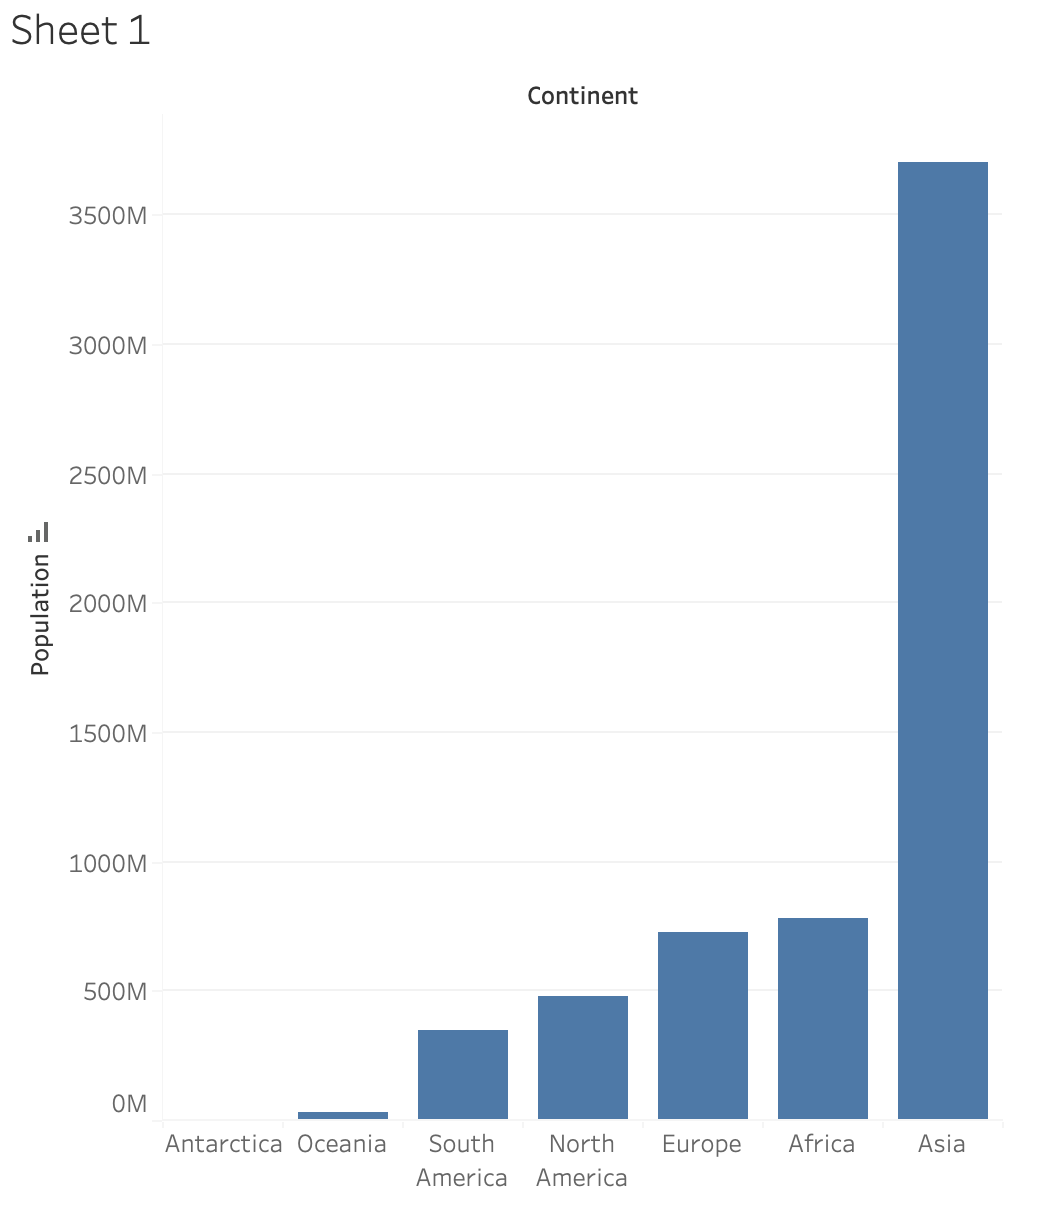 Sheet 1
Continent
3500M
3000M
2500M
2000M
1500M
1000M
500M
0M
Population
Antarctica
Oceania
South
America
North
America
Europe
Africa
Asia